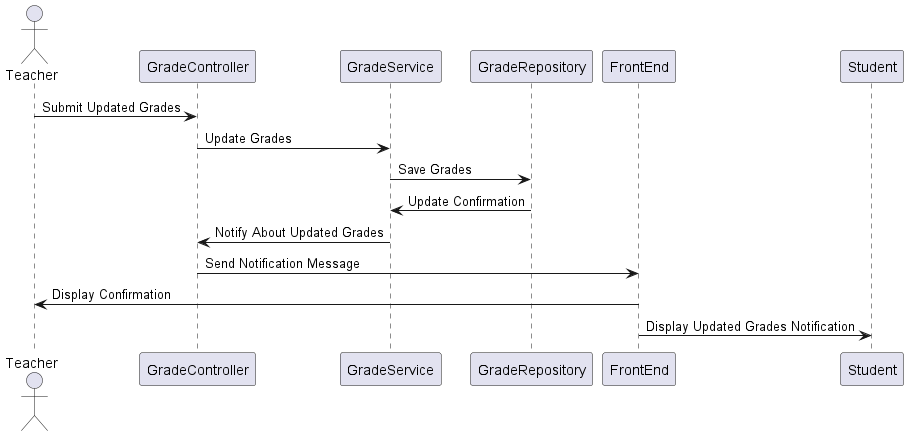 Teacher
GradeController
GradeService
GradeRepository
FrontEnd
Student
Submit Updated Grades
Update Grades
Save Grades
Update Confirmation
Notify About Updated Grades
Send Notification Message
Display Confirmation
Display Updated Grades Notification
Teacher
GradeController
GradeService
GradeRepository
FrontEnd
Student